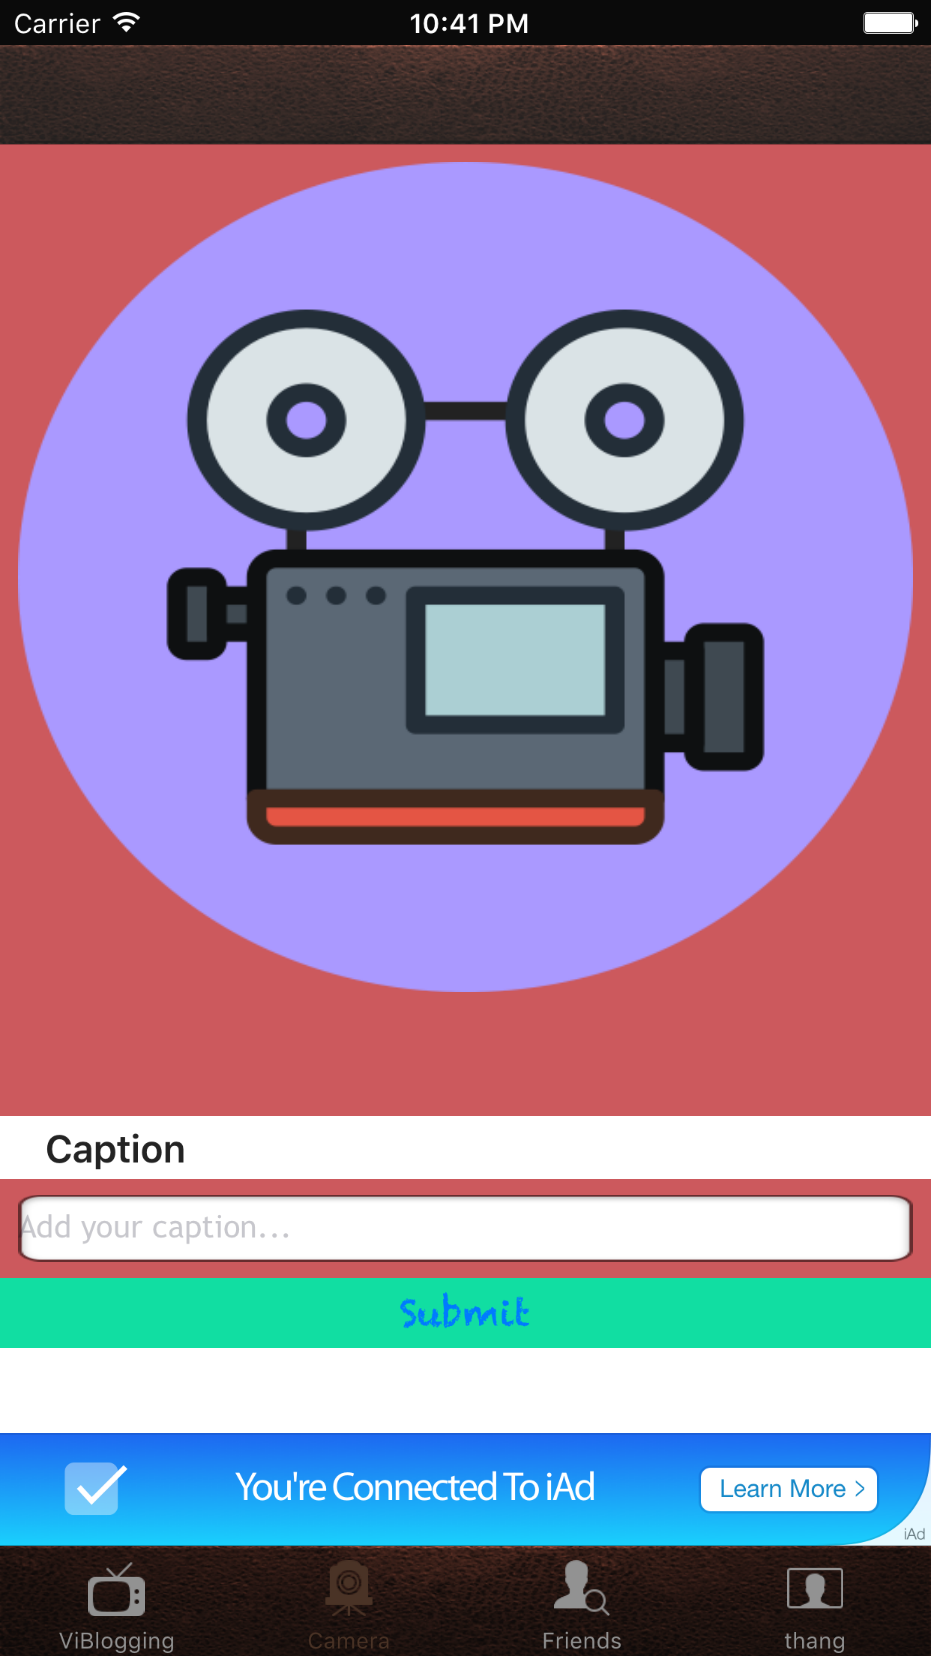 Carrier 10:41 PM
Caption
Add your caption...
Submit
You're Connected To iAd
Learn More >
iAd
ViBlogging Camera Friends thang